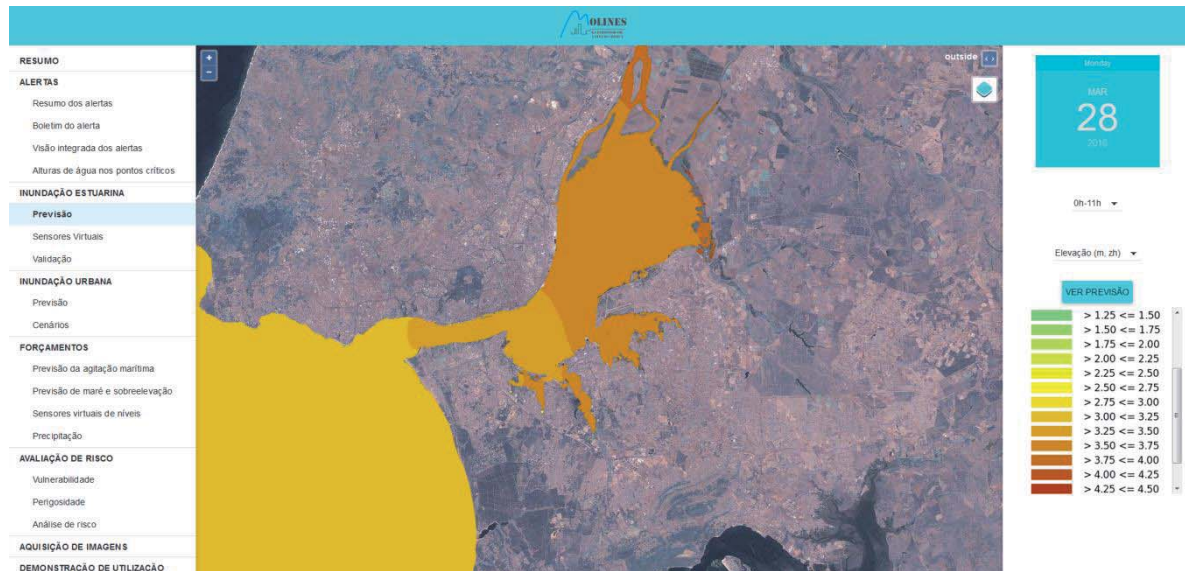 MOLINES
RESUMO
ALERTAS
Resumo dos alertas
Boletim do alerta
Visão integrada dos alertas
Alturas de água nos pontos críticos
INUNDAÇÃO ESTUARINA
Previsão
Sensores Virtuais
Validação
INUNDAÇÃO URBANA
Previsão
Cenários
FORÇAMENTOS
Previsão da agitação marítima
Previsão de maré e sobreelevação
Sensores virtuais de níveis
Precipitação
AVALIAÇÃO DE RISCO
Vulnerabilidade
Perigosidade
Análise de risco
AQUISIÇÃO DE IMAGENS
DEMONSTRAÇÃO DE UTILIZAÇÃO
+
−
outside
Monday
MAR
28
2016
0h-11h
Elevação (m, zh)
VER PREVISÃO
> 1.25 <= 1.50
> 1.50 <= 1.75
> 1.75 <= 2.00
> 2.00 <= 2.25
> 2.25 <= 2.50
> 2.50 <= 2.75
> 2.75 <= 3.00
> 3.00 <= 3.25
> 3.25 <= 3.50
> 3.50 <= 3.75
> 3.75 <= 4.00
> 4.00 <= 4.25
> 4.25 <= 4.50